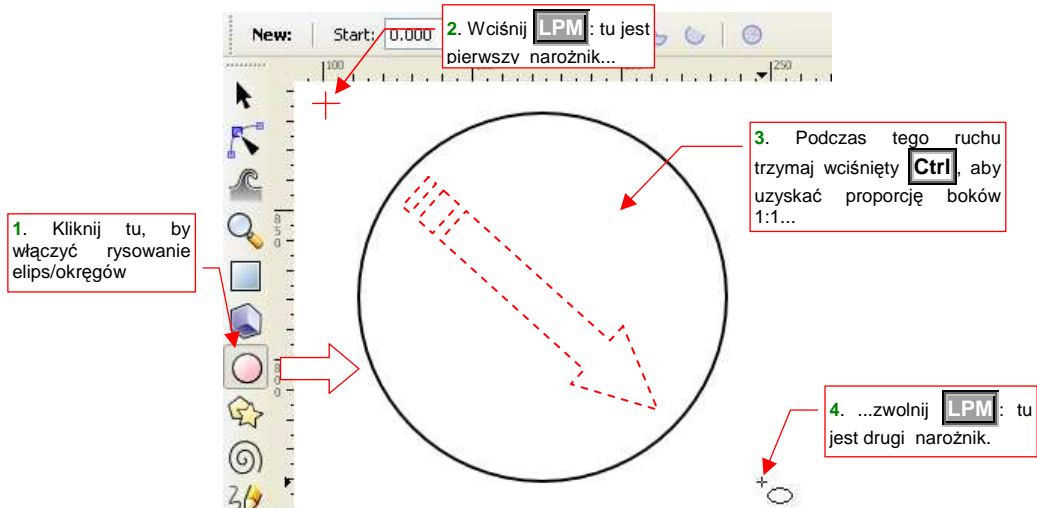 New: Start: 0.000
2. Wciśnij LPM: tu jest
pierwszy narożnik...
100
250
3. Podczas tego ruchu
trzymaj wciśnięty Ctrl, aby
uzyskać proporcję boków
1:1...
1. Kliknij tu, by
włączyć rysowanie
elips/okręgów
850
800
4. ...zwolnij LPM: tu
jest drugi narożnik.